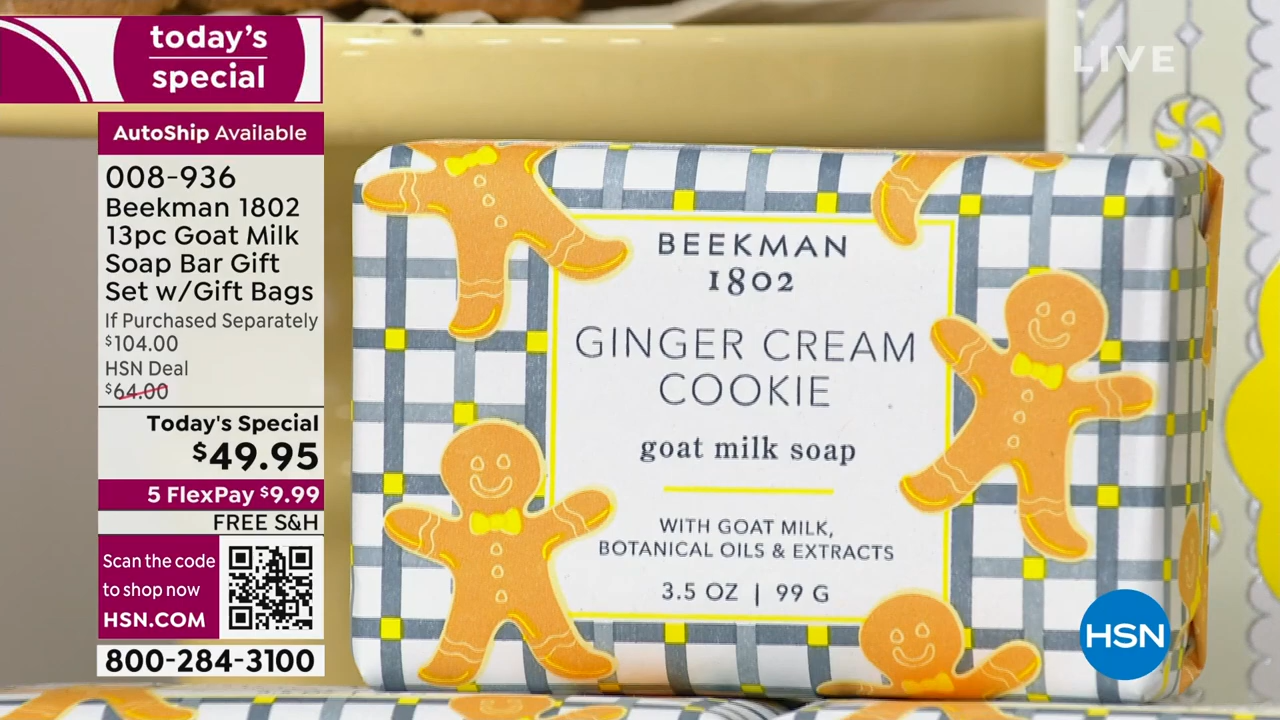 today's
special
AutoShip Available
008-936
Beekman 1802
13pc Goat Milk
Soap Bar Gift
Set w/Gift Bags
If Purchased Separately
$104.00
HSN Deal
$64.00
Today's Special
$49.95
5 FlexPay $9.99
FREE S&H
Scan the code
to shop now
HSN.COM
800-284-3100
LIVE
BEEKMAN
1802
GINGER CREAM
COOKIE
goat milk soap
WITH GOAT MILK,
BOTANICAL OILS & EXTRACTS
3.5 OZ | 99 G
HSN